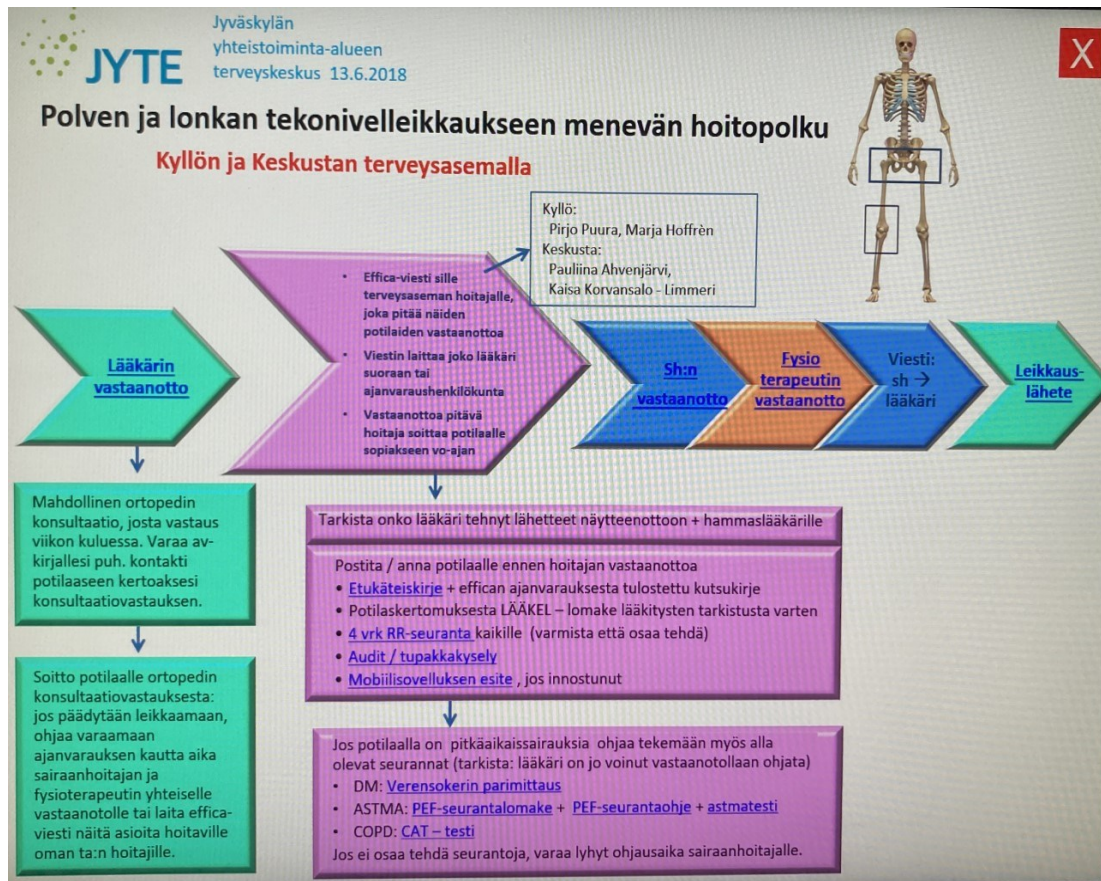 JYTE
Jyväskylän
yhteistoiminta-alueen
terveyskeskus 13.6.2018
X
Polven ja lonkan tekonivelleikkaukseen menevän hoitopolku
Kyllön ja Keskustan terveysasemalla
Kyllö:
Pirjo Puura, Marja Hoffrèn
Keskusta:
Pauliina Ahvenjärvi,
Kaisa Korvansalo - Limmeri
Lääkärin
vastaanotto
• Effica-viesti sille
terveysaseman hoitajalle,
joka pitää näiden
potilaiden vastaanottoa
• Viestin laittaa joko lääkäri
suoraan tai
ajanvaraushenkilökunta
• Vastaanottoa pitävä
hoitaja soittaa potilaalle
sopiakseen vo-ajan
Sh:n
vastaanotto
Fysio
terapeutin
vastaanotto
Viesti:
sh →
lääkäri
Leikkaus-
lähete
Mahdollinen ortopedin
konsultaatio, josta vastaus
viikon kuluessa. Varaa av-
kirjallesi puh. kontakti
potilaaseen kertoaksesi
konsultaatiovastauksen.
Soitto potilaalle ortopedin
konsultaatiovastauksesta:
jos päädytään leikkaamaan,
ohjaa varaamaan
ajanvarauksen kautta aika
sairaanhoitajan ja
fysioterapeutin yhteiselle
vastaanotolle tai laita effica-
viesti näitä asioita hoitaville
oman ta:n hoitajille.
Tarkista onko lääkäri tehnyt lähetteet näytteenottoon + hammaslääkärille
Postita / anna potilaalle ennen hoitajan vastaanottoa
• Etukäteiskirje + effican ajanvarauksesta tulostettu kutsukirje
• Potilaskertomuksesta LÄÄKEL – lomake lääkitysten tarkistusta varten
• 4 vrk RR-seuranta kaikille (varmista että osaa tehdä)
• Audit / tupakkakysely
• Mobiilisovelluksen esite , jos innostunut
Jos potilaalla on pitkäaikaissairauksia ohjaa tekemään myös alla
olevat seurannat (tarkista: lääkäri on jo voinut vastaanotollaan ohjata)
• DM: Verensokerin parimittaus
• ASTMA: PEF-seurantalomake + PEF-seurantaohje + astmatesti
• COPD: CAT – testi
Jos ei osaa tehdä seurantoja, varaa lyhyt ohjausaika sairaanhoitajalle.